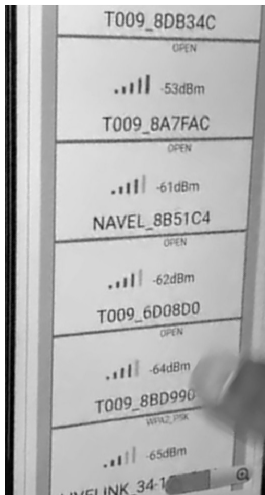 T009_8DB34C
OPEN
-53dBm
T009_8A7FAC
OPEN
-61dBm
NAVEL_8B51C4
OPEN
-62dBm
T009_6D08D0
OPEN
-64dBm
T009_8BD990
WPA2_PSK
-65dBm